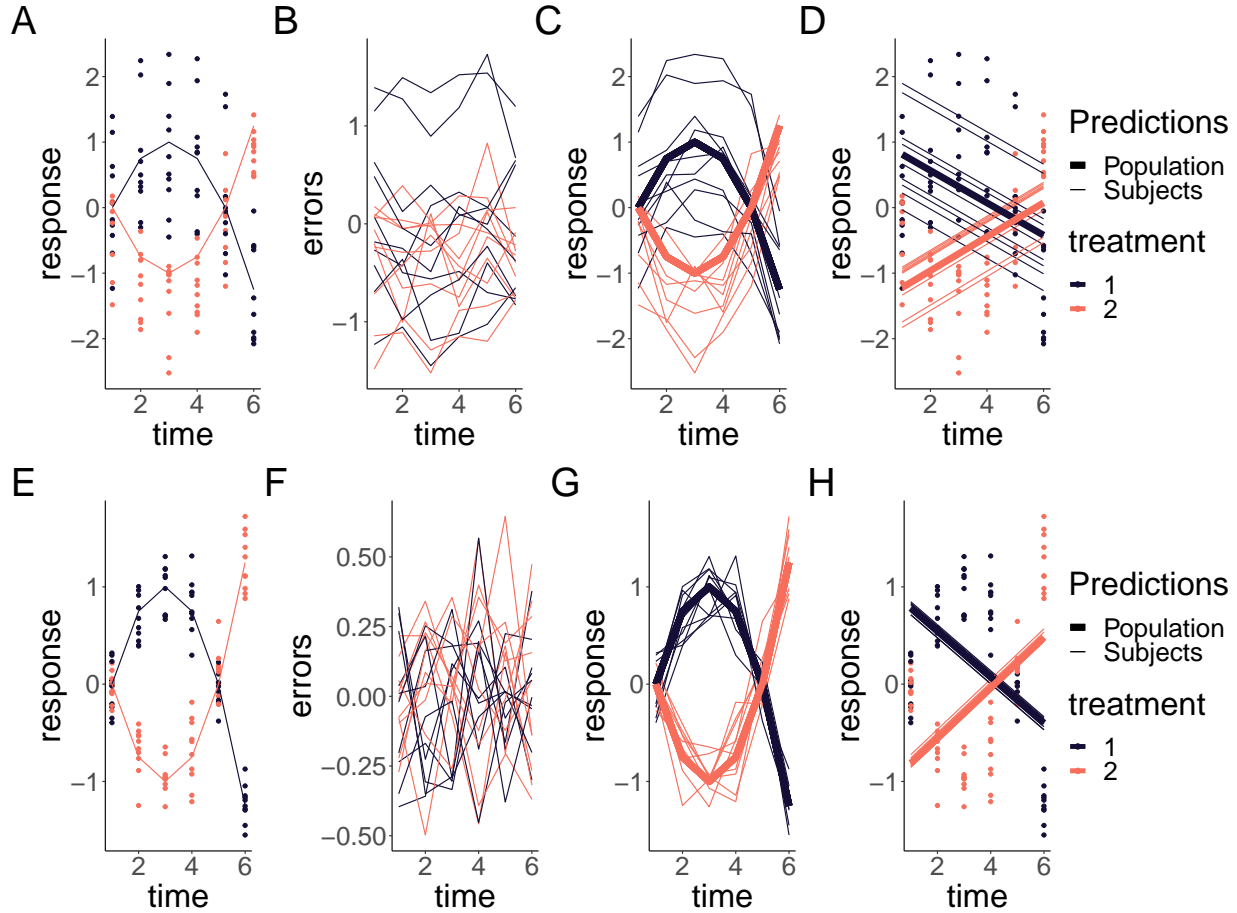 A
B
C
D
response
2
1
0
−1
−2
2 4 6
time
errors
1
0
−1
2 4 6
time
response
2
1
0
−1
−2
2 4 6
time
response
2
1
0
−1
−2
2 4 6
time
Predictions
Population
Subjects
treatment
1
2
E
F
G
H
response
1
0
−1
2 4 6
time
errors
0.50
0.25
0.00
−0.25
−0.50
2 4 6
time
response
1
0
−1
2 4 6
time
response
1
0
−1
2 4 6
time
Predictions
Population
Subjects
treatment
1
2